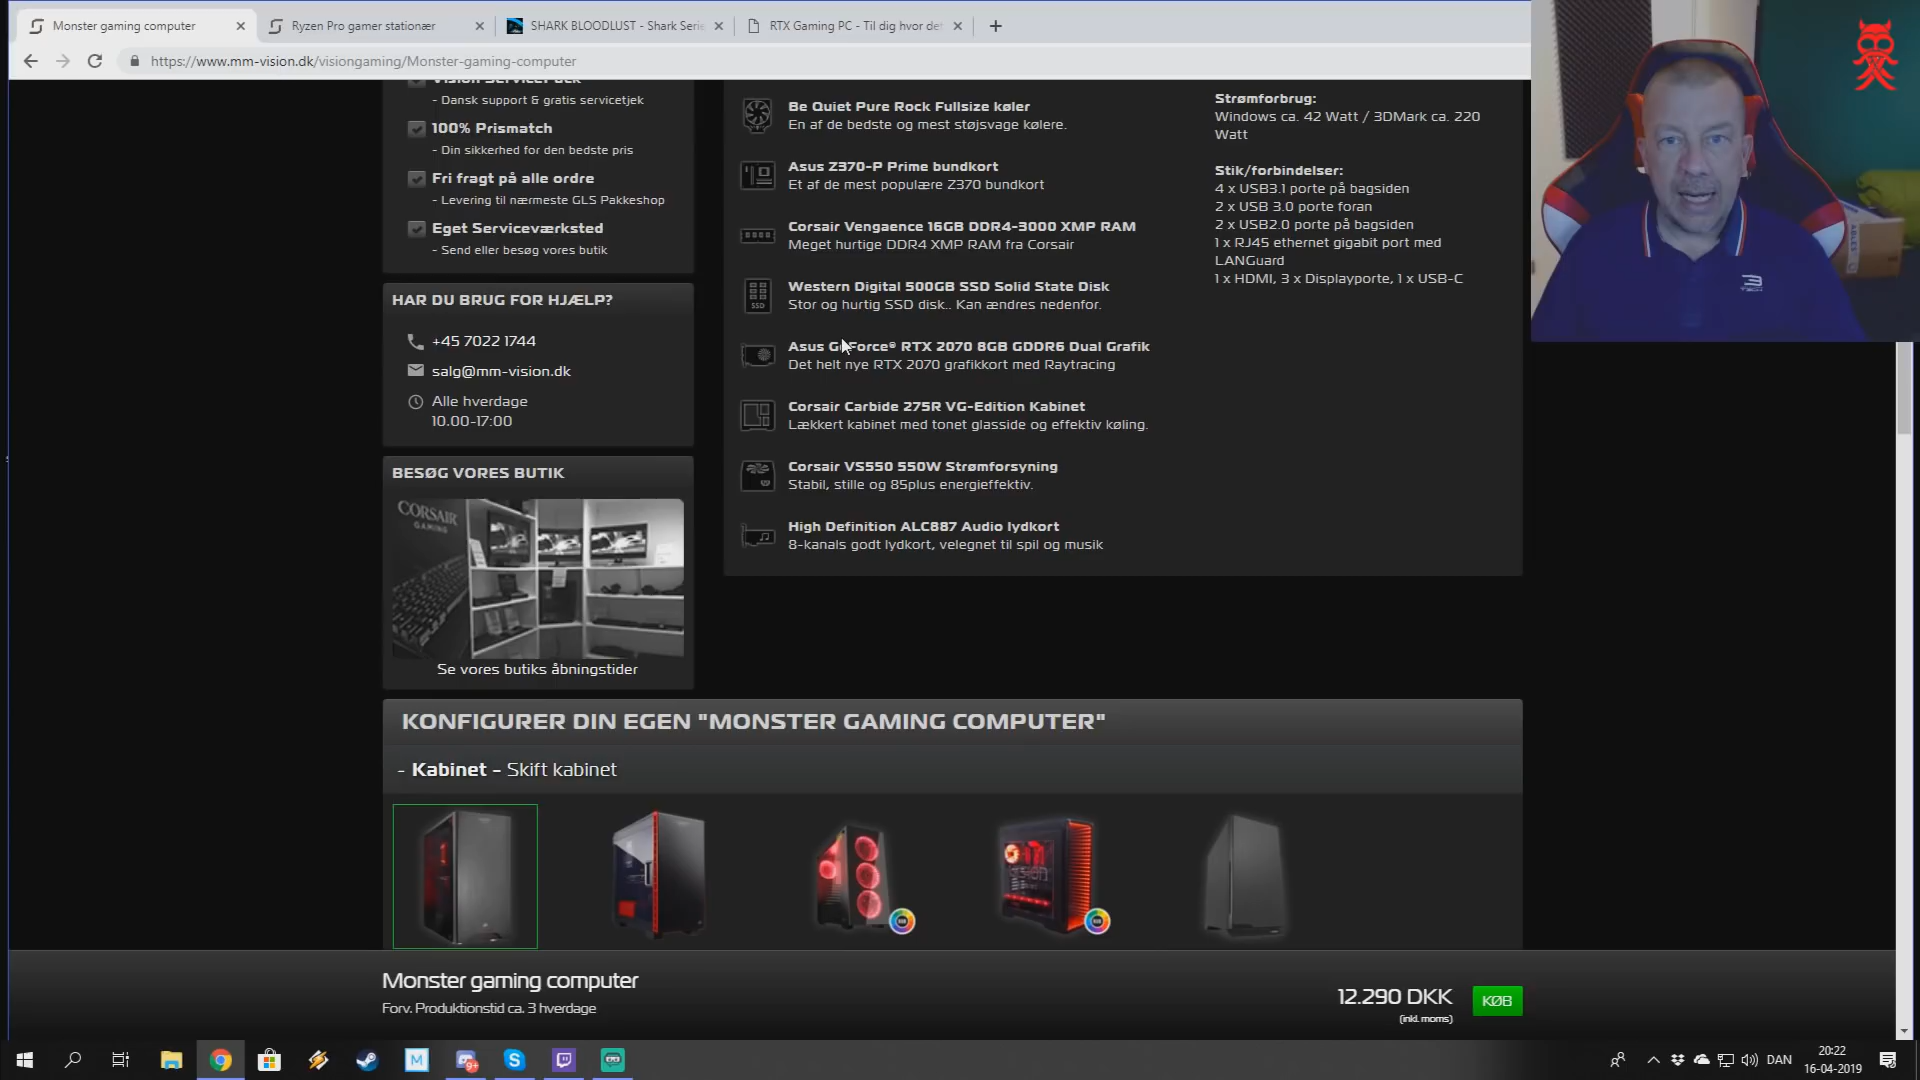 Monster gaming computer
Ryzen Pro gamer stationær
SHARK BLOODLUST - Shark Serie
RTX Gaming PC - Til dig hvor det
https://www.mm-vision.dk/visiongaming/Monster-gaming-computer
Vision ServicePack
- Dansk support & gratis servicetjek
100% Prismatch
- Din sikkerhed for den bedste pris
Fri fragt på alle ordre
- Levering til nærmeste GLS Pakkeshop
Eget Serviceværksted
- Send eller besøg vores butik
HAR DU BRUG FOR HJÆLP?
+45 7022 1744
salg@mm-vision.dk
Alle hverdage
10.00-17:00
BESØG VORES BUTIK
CORSAIR
GAMING
Se vores butiks åbningstider
Be Quiet Pure Rock Fullsize køler
En af de bedste og mest støjsvage kølere.
Asus Z370-P Prime bundkort
Et af de mest populære Z370 bundkort
Corsair Vengaence 16GB DDR4-3000 XMP RAM
Meget hurtige DDR4 XMP RAM fra Corsair
SSD
Western Digital 500GB SSD Solid State Disk
Stor og hurtig SSD disk.. Kan ændres nedenfor.
Asus GeForce® RTX 2070 8GB GDDR6 Dual Grafik
Det helt nye RTX 2070 grafikkort med Raytracing
Corsair Carbide 275R VG-Edition Kabinet
Lækkert kabinet med tonet glasside og effektiv køling.
Corsair VS550 550W Strømforsyning
Stabil, stille og 85plus energieffektiv.
High Definition ALC887 Audio lydkort
8-kanals godt lydkort, velegnet til spil og musik
Strømforbrug:
Windows ca. 42 Watt / 3DMark ca. 220
Watt
Stik/forbindelser:
4 x USB3.1 porte på bagsiden
2 x USB 3.0 porte foran
2 x USB2.0 porte på bagsiden
1 x RJ45 ethernet gigabit port med
LANGuard
1 x HDMI, 3 x Displayporte, 1 x USB-C
KONFIGURER DIN EGEN "MONSTER GAMING COMPUTER"
- Kabinet - Skift kabinet
Monster gaming computer
Forv. Produktionstid ca. 3 hverdage
12.290 DKK
(inkl. moms)
KØB
M
9+
DAN
20:22
16-04-2019